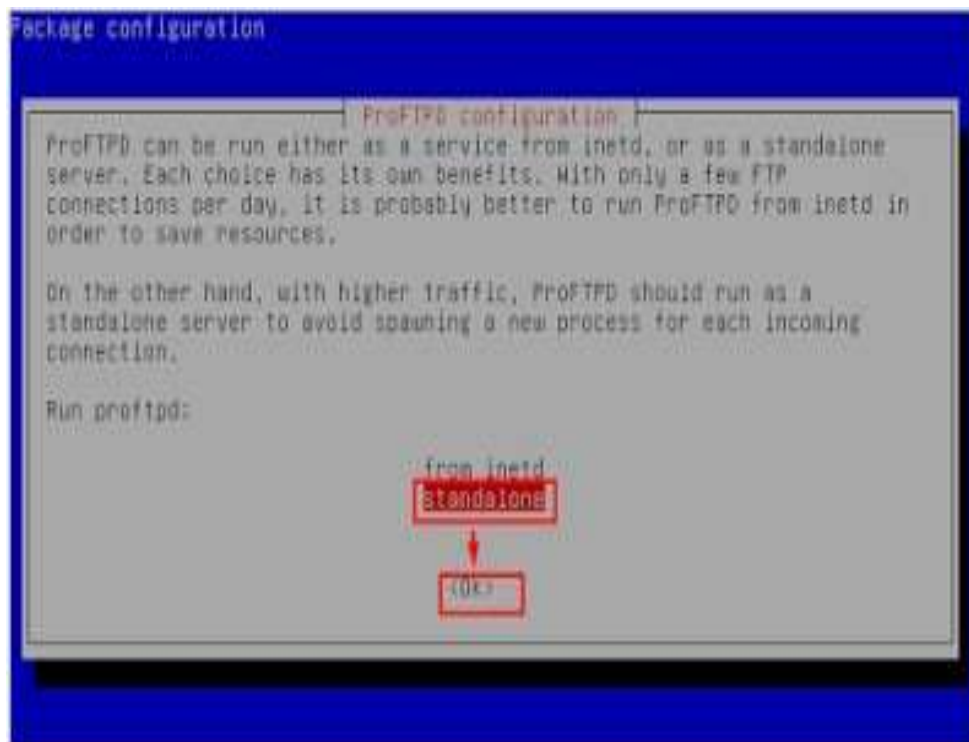 Package configuration
ProFTPD configuration
ProFTPD can be run either as a service from inetd, or as a standalone
server. Each choice has its own benefits. With only a few FTP
connections per day, it is probably better to run ProFTPD from inetd in
order to save resources.
On the other hand, with higher traffic, ProFTPD should run as a
standalone server to avoid spawning a new process for each incoming
connection.
Run proftpd:
from inetd
standalone
<Ok>